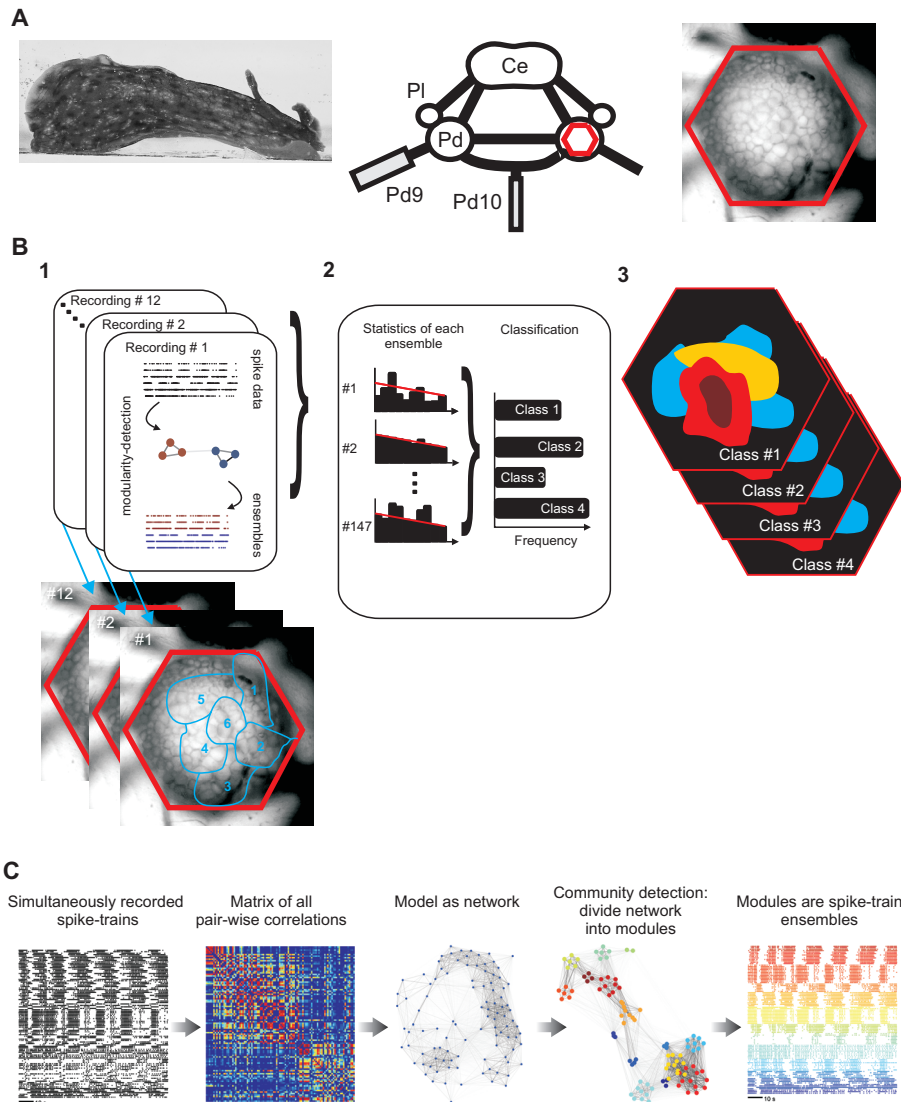 A
Ce
Pl
Pd
Pd9
Pd10
B
1
Recording # 12
Recording # 2
Recording # 1
spike data
modularity-detection
ensembles
#12
#2
#1
1
5
6
4
2
3
2
Statistics of each
ensemble
Classification
#1
#2
#147
Class 1
Class 2
Class 3
Class 4
Frequency
3
Class #1
Class #2
Class #3
Class #4
C
Simultaneously recorded
spike-trains
Matrix of all
pair-wise correlations
Model as network
Community detection:
divide network
into modules
Modules are spike-train
ensembles
10 s
10 s